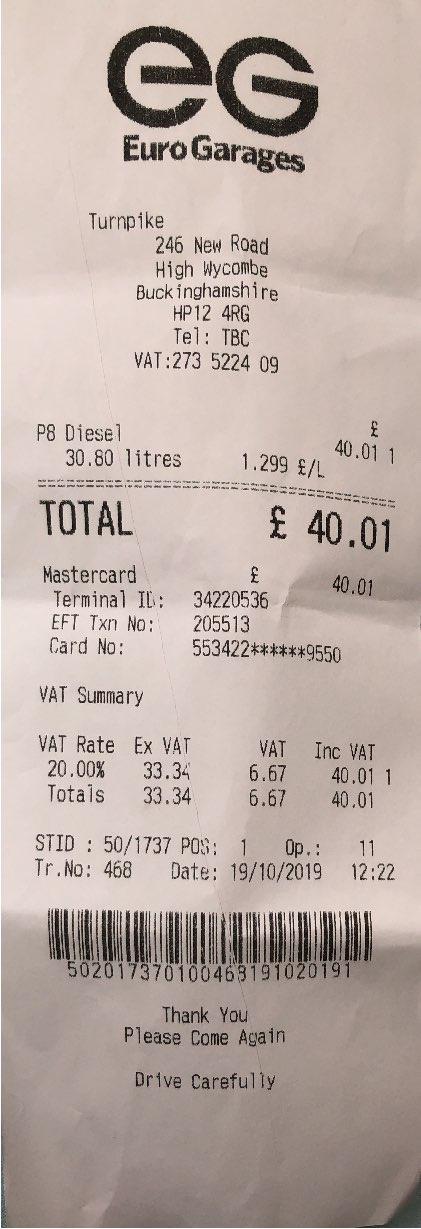 eG
Euro Garages
Turnpike
246 New Road
High Wycombe
Buckinghamshire
HP12 4RG
Tel: TBC
VAT:273 5224 09
£
P8 Diesel 40.01 1
30.80 litres 1.299 £/L
TOTAL £ 40.01
Mastercard £ 40.01
Terminal ID: 34220536
EFT Txn No: 205513
Card No: 553422******9550
VAT Summary
VAT Rate Ex VAT VAT Inc VAT
20.00% 33.34 6.67 40.01 1
Totals 33.34 6.67 40.01
STID : 50/1737 POS: 1 Op.: 11
Tr.No: 468 Date: 19/10/2019 12:22
5020173701004683191020191
Thank You
Please Come Again
Drive Carefully